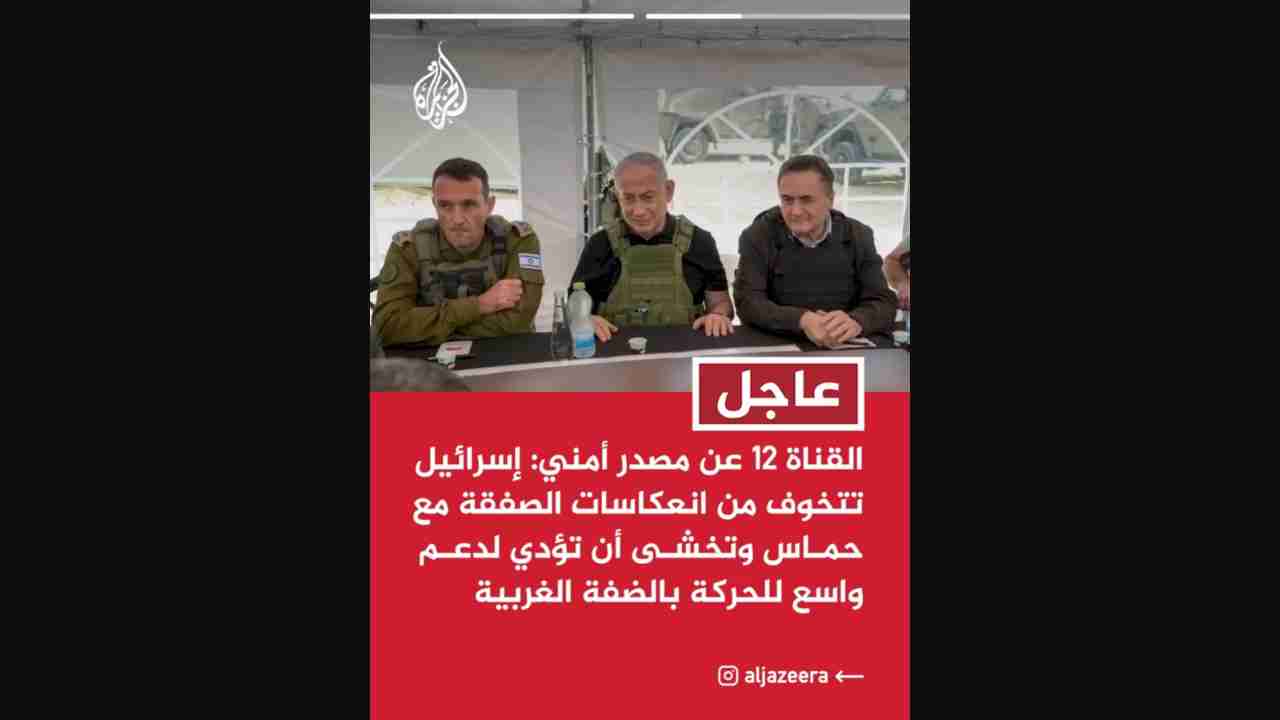 الجزيرة
عاجل
القناة 12 عن مصدر أمني: إسرائيل
تتخوف من انعكاسات الصفقة مع
حماس وتخشى أن تؤدي لدعم
واسع للحركة بالضفة الغربية
aljazeera